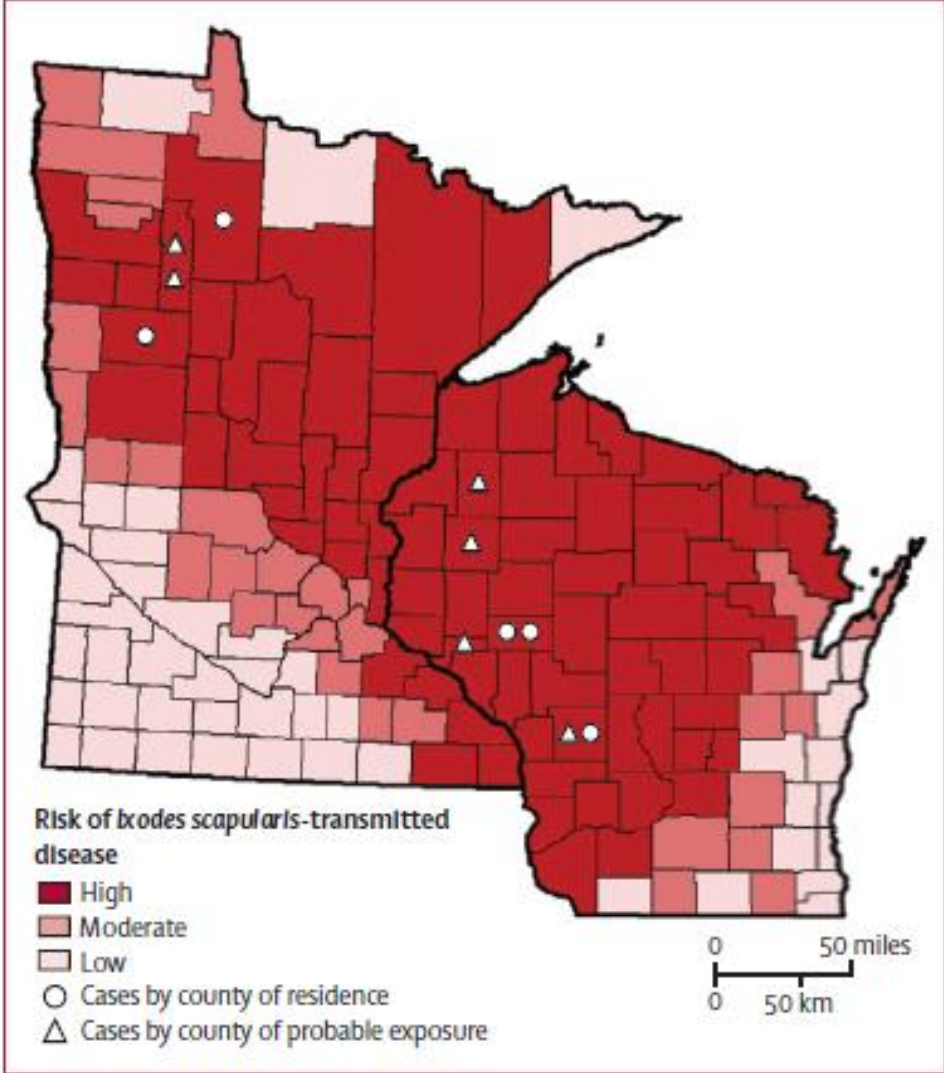 Risk of Ixodes scapularis-transmitted
disease
High
Moderate
Low
Cases by county of residence
Cases by county of probable exposure
0 50 miles
0 50 km